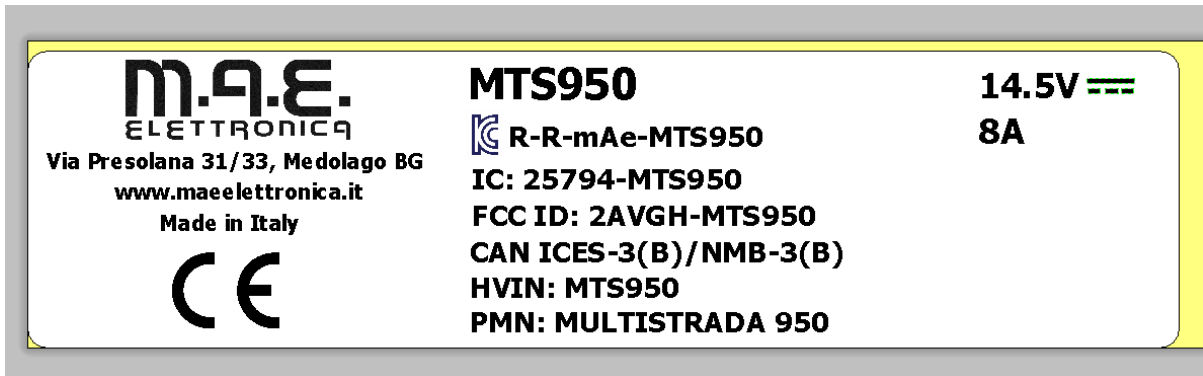 m.a.e.
ELETTRONICA
Via Presolana 31/33, Medolago BG
www.maeelettronica.it
Made in Italy
CE
MTS950
R-R-mAe-MTS950
IC: 25794-MTS950
FCC ID: 2AVGH-MTS950
CAN ICES-3(B)/NMB-3(B)
HVIN: MTS950
PMN: MULTISTRADA 950
14.5V
8A